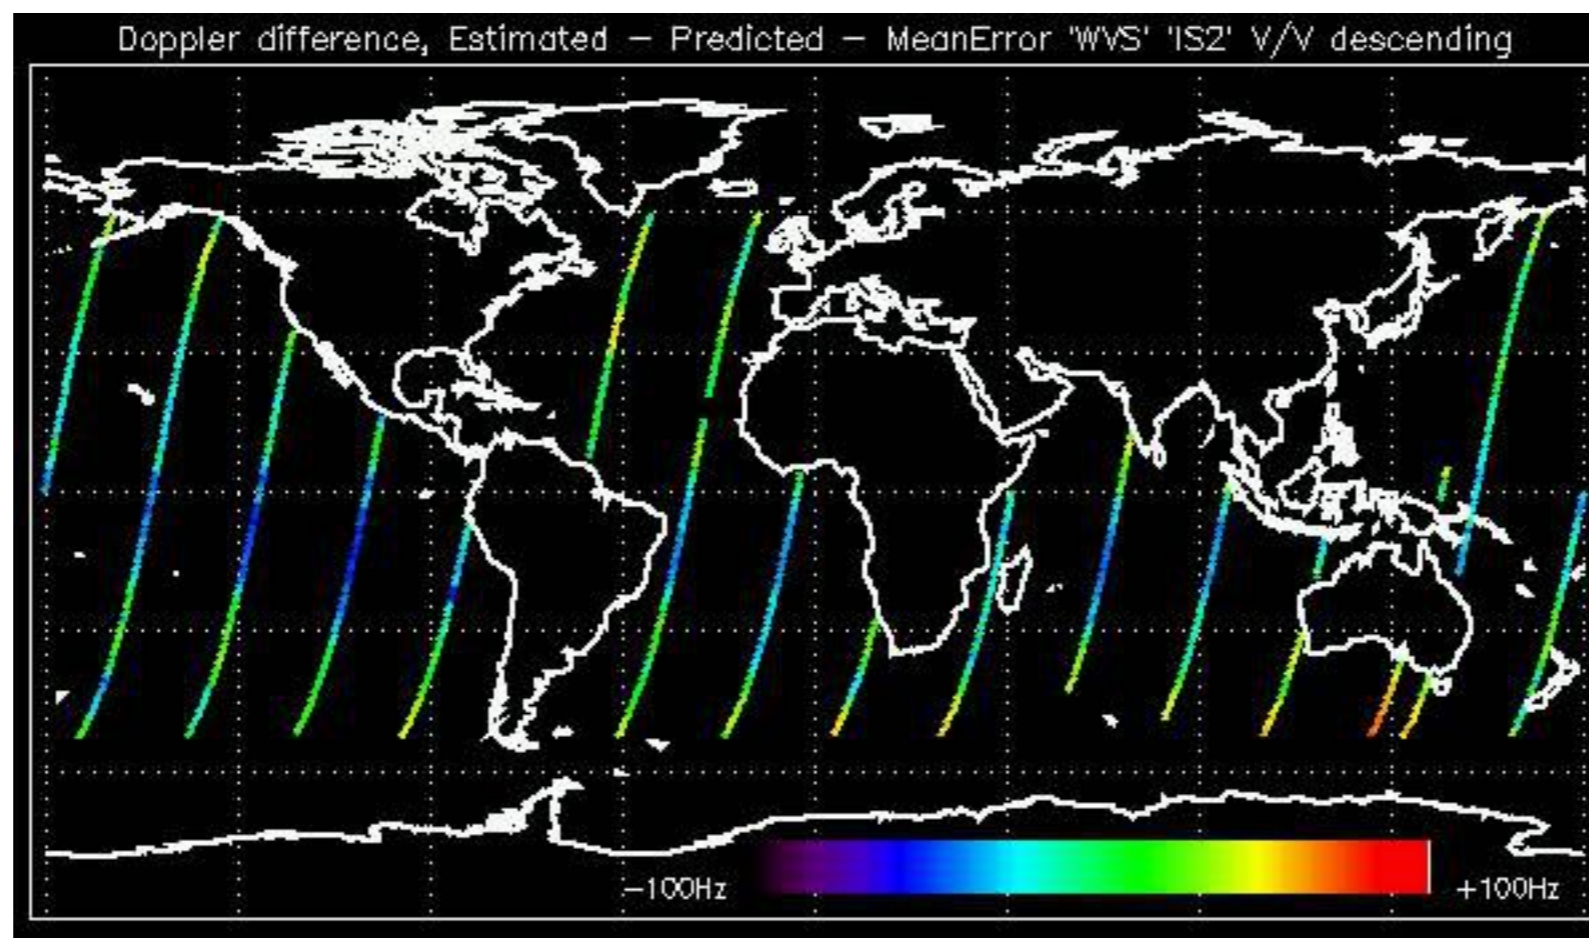 Doppler difference, Estimated – Predicted – MeanError 'WVS' 'IS2' V/V descending
–100Hz +100Hz